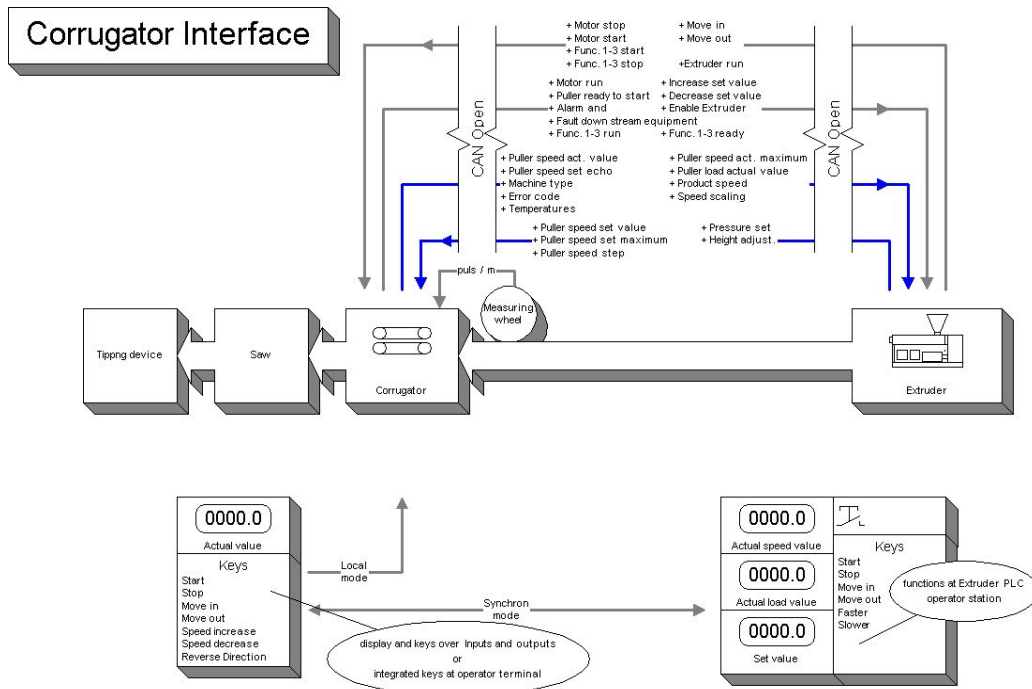 Corrugator Interface
+ Motor stop
+ Motor start
+ Func. 1-3 start
+ Func. 1-3 stop
+ Move in
+ Move out
+Extruder run
CAN Open
CAN Open
+ Motor run
+ Puller ready to start
+ Alarm and
+ Fault down stream equipment
+ Func. 1-3 run
+ Increase set value
+ Decrease set value
+ Enable Extruder
+ Func. 1-3 ready
+ Puller speed act. value
+ Puller speed set echo
+ Machine type
+ Error code
+ Temperatures
+ Puller speed act. maximum
+ Puller load actual value
+ Product speed
+ Speed scaling
+ Puller speed set value
+ Puller speed set maximum
+ Puller speed step
+ Pressure set
+ Height adjust.
puls / m
Measuring
wheel
Tippng device
Saw
Corrugator
Extruder
0000.0
Actual value
Keys
Start
Stop
Move in
Move out
Speed increase
Speed decrease
Reverse Direction
Local
mode
Synchron
mode
display and keys over Inputs and outputs
or
integrated keys at operator terminal
0000.0
Actual speed value
0000.0
Actual load value
0000.0
Set value
Keys
Start
Stop
Move in
Move out
Faster
Slower
functions at Extruder PLC
operator station